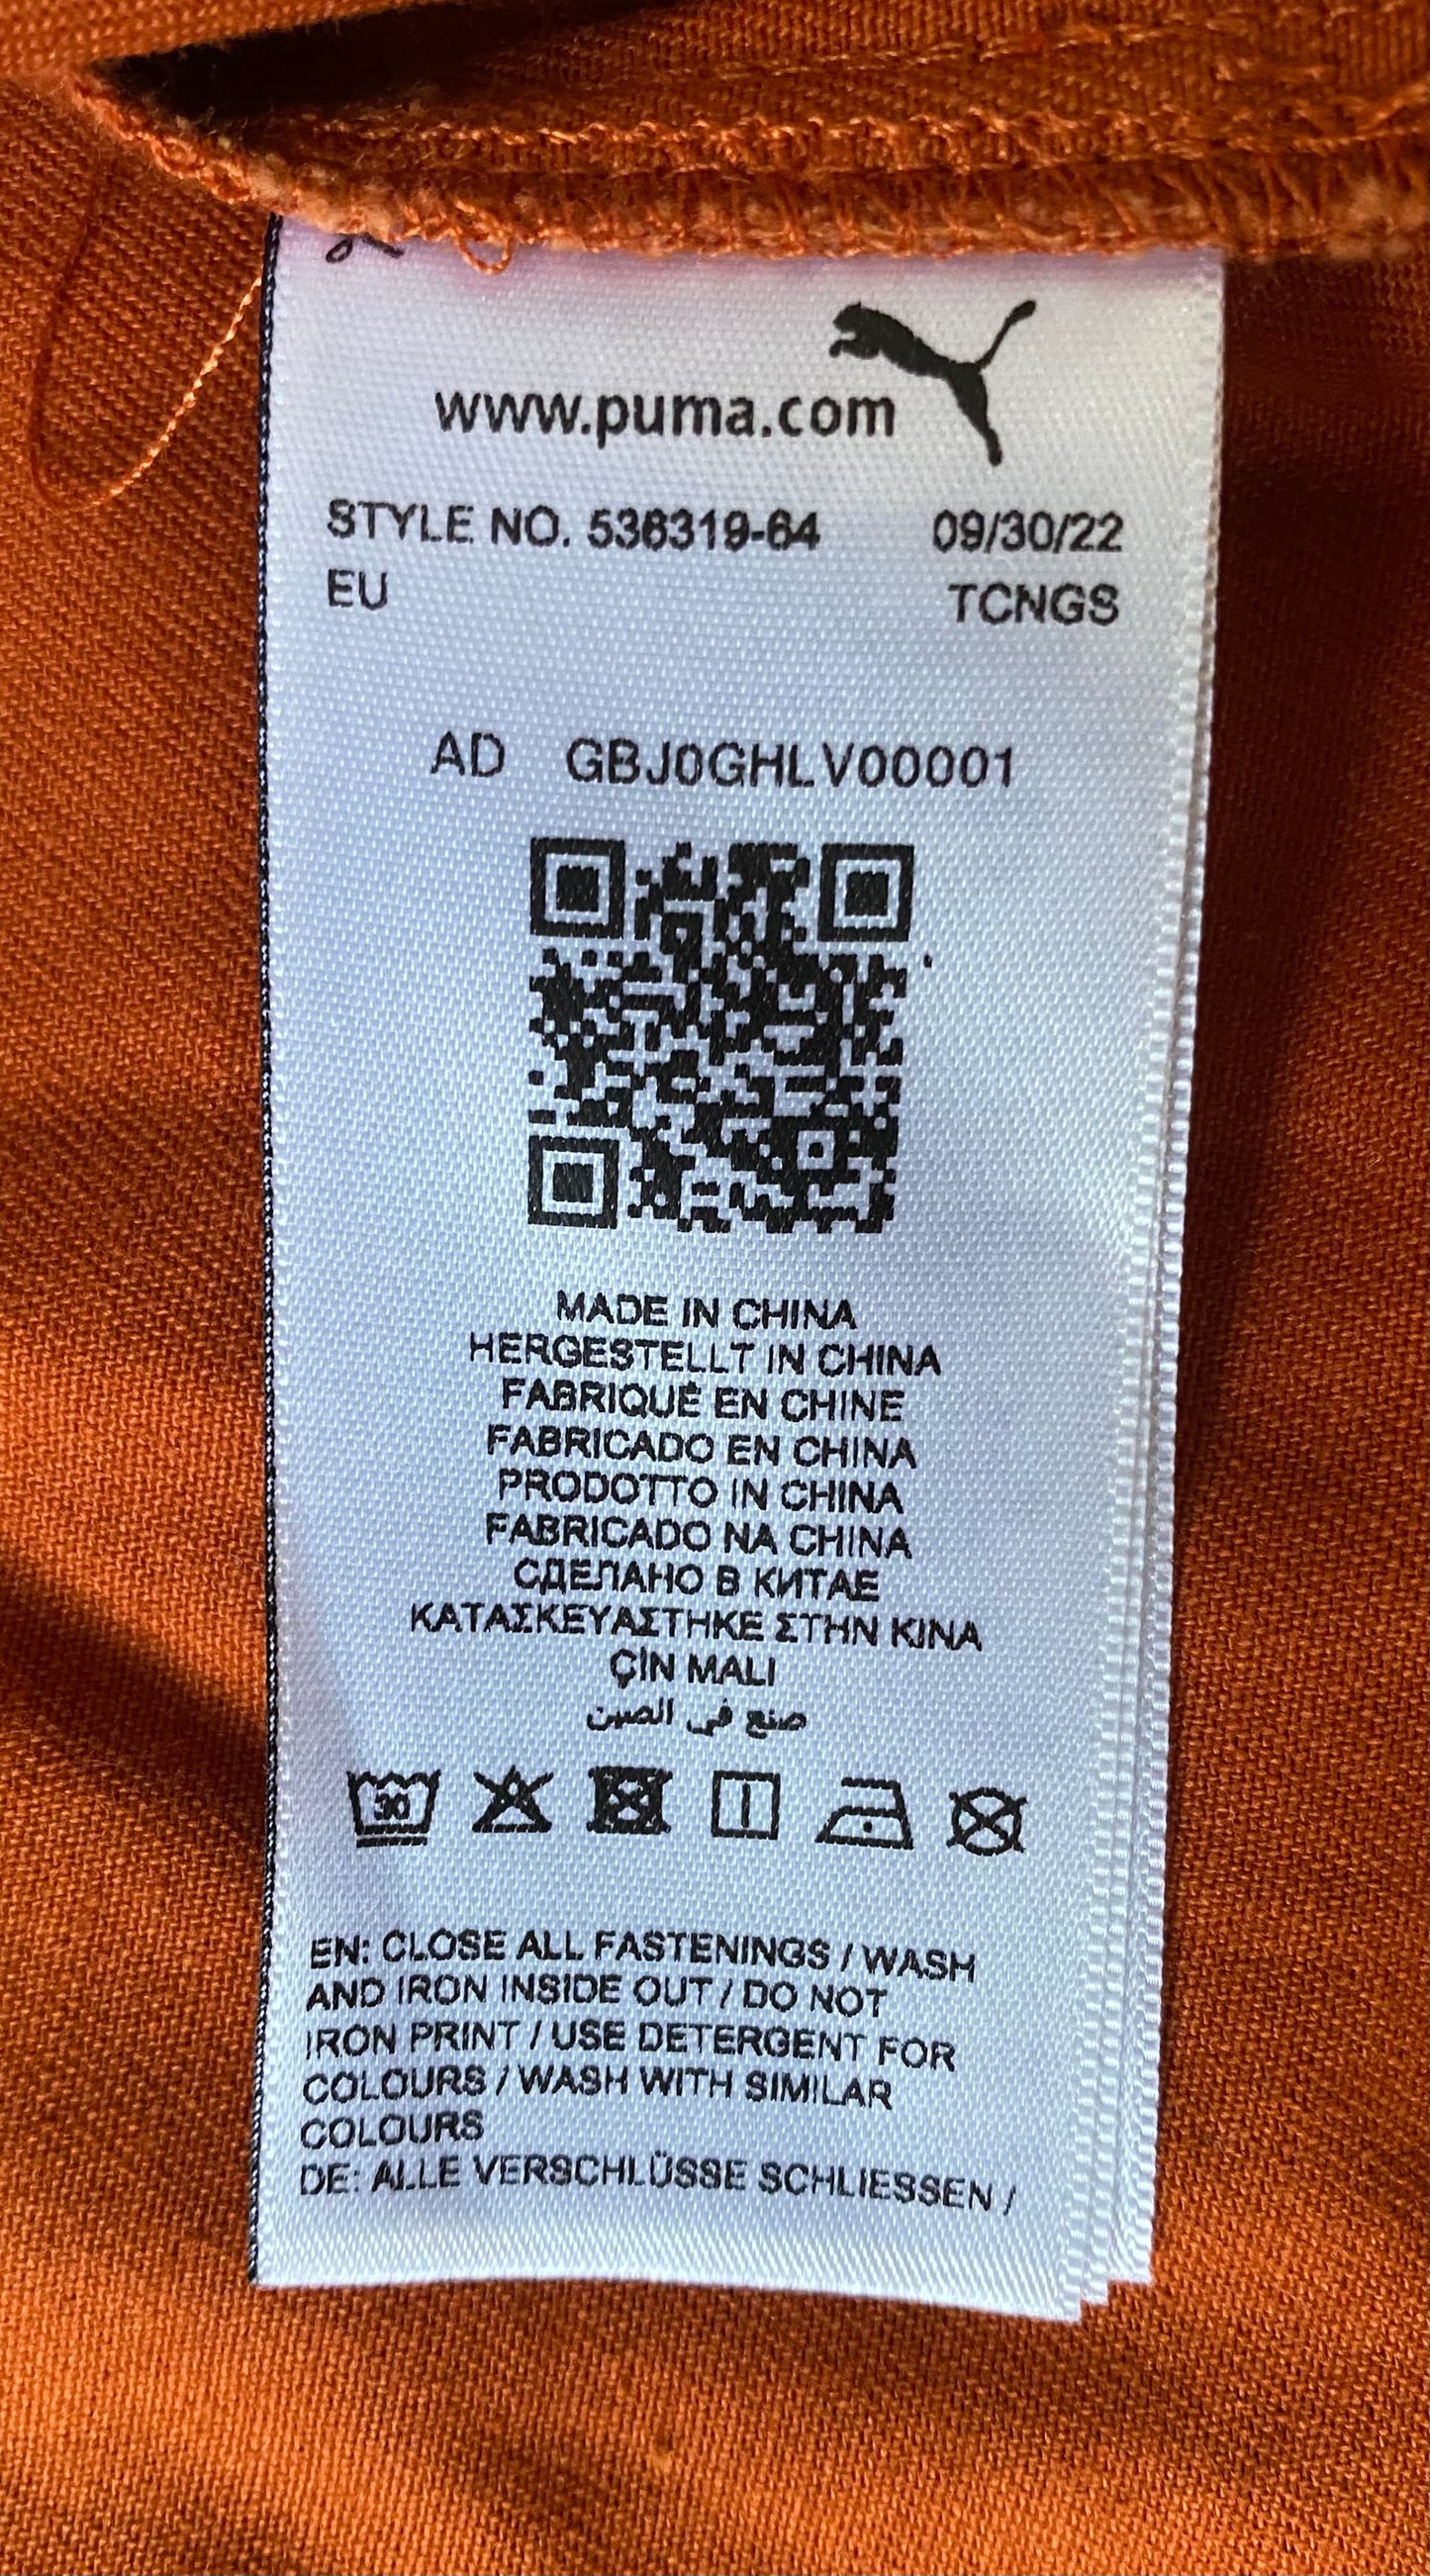 www.puma.com
STYLE NO. 536319-64 09/30/22
EU TCNGS
AD GBJ0GHLV00001
MADE IN CHINA
HERGESTELLT IN CHINA
FABRIQUÉ EN CHINE
FABRICADO EN CHINA
PRODOTTO IN CHINA
FABRICADO NA CHINA
СДЕЛАНО В КИТАЕ
ΚΑΤΑΣΚΕΥΑΣΤΗΚΕ ΣΤΗΝ ΚΙΝΑ
ÇİN MALI
صنع في الصين
30
EN: CLOSE ALL FASTENINGS / WASH
AND IRON INSIDE OUT / DO NOT
IRON PRINT / USE DETERGENT FOR
COLOURS / WASH WITH SIMILAR
COLOURS
DE: ALLE VERSCHLÜSSE SCHLIESSEN /